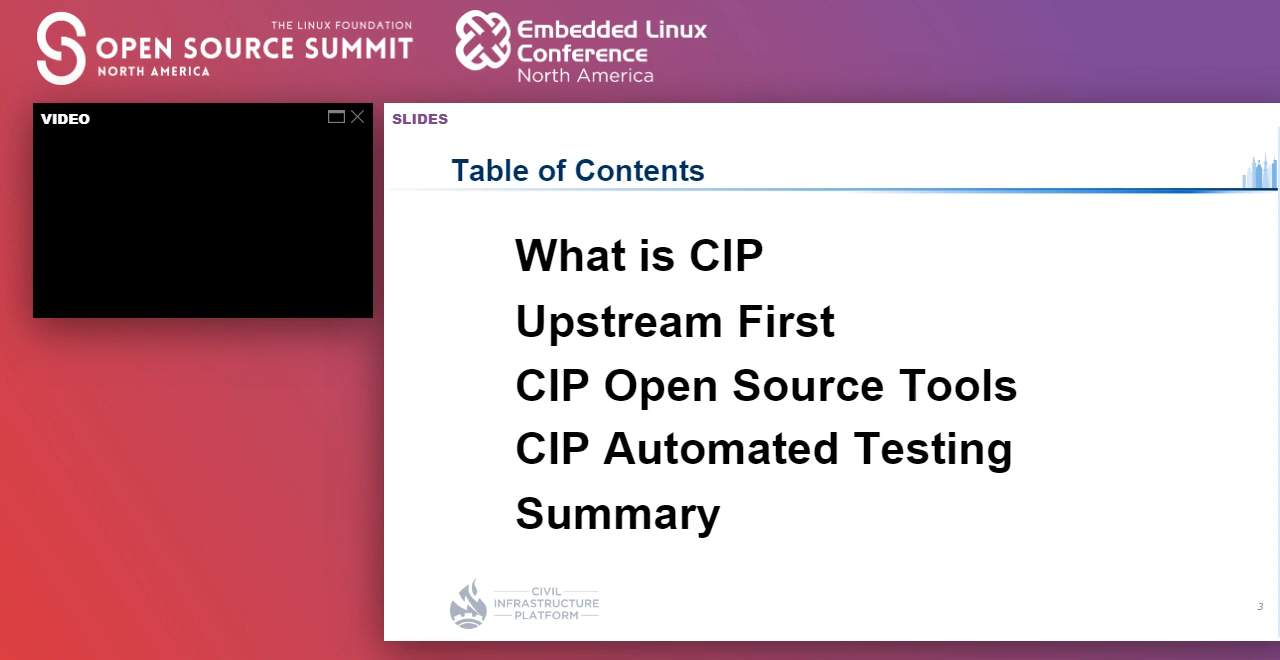 THE LINUX FOUNDATION
OPEN SOURCE SUMMIT
NORTH AMERICA
Embedded Linux
Conference
North America
VIDEO
SLIDES
Table of Contents
What is CIP
Upstream First
CIP Open Source Tools
CIP Automated Testing
Summary
CIVIL
INFRASTRUCTURE
PLATFORM
3